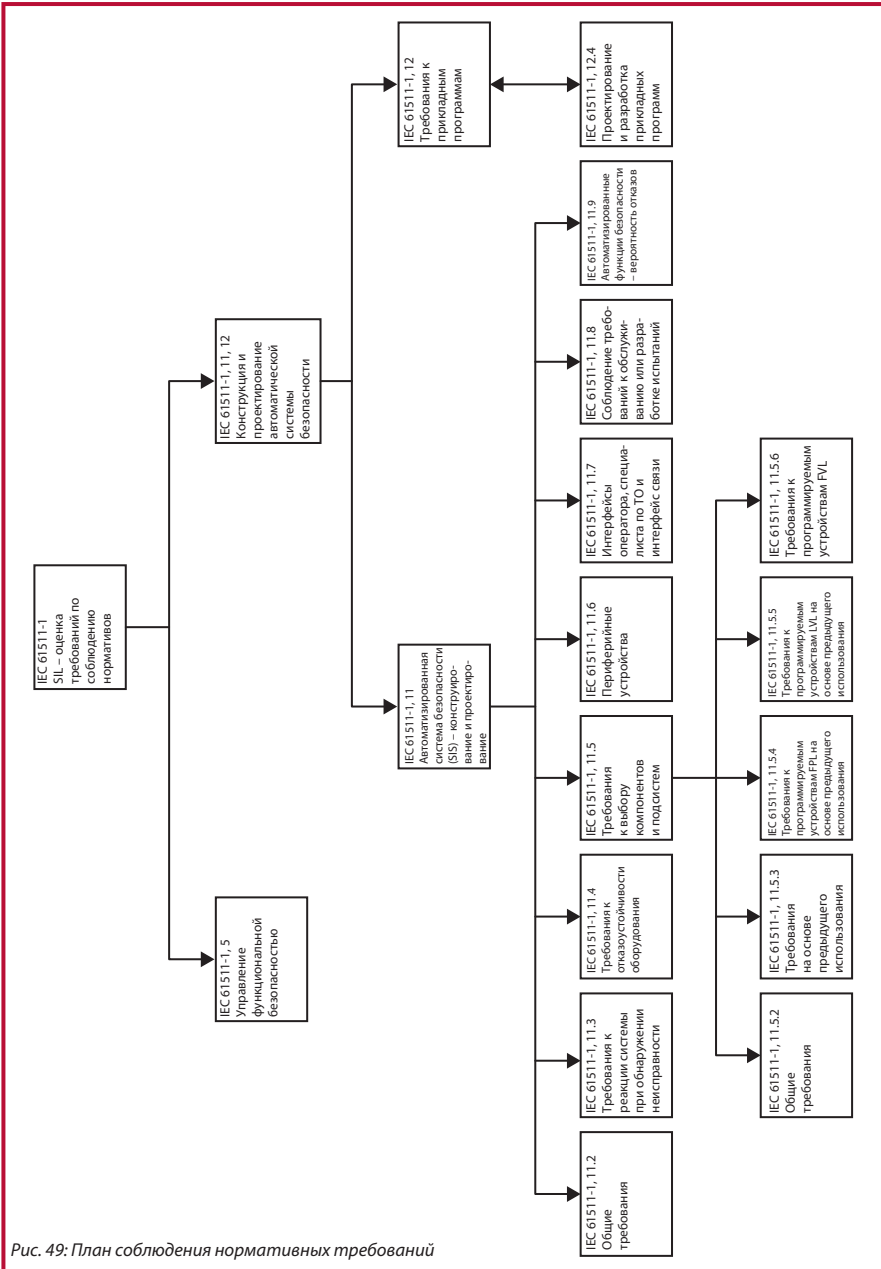 IEC 61511-1
SIL – оценка
требований по
соблюдению
нормативов
IEC 61511-1, 5
Управление
функциональной
безопасностью
IEC 61511-1, 11, 12
Конструкция и
проектирование
автоматической
системы
безопасности
IEC 61511-1, 11
Автоматизированная
система безопасности
(SIS) – конструиро-
вание и проектиро-
вание
IEC 61511-1, 12
Требования к
прикладным
программам
IEC 61511-1, 11.2
Общие
требования
IEC 61511-1, 11.3
Требования к
реакции системы
при обнаружении
неисправности
IEC 61511-1, 11.4
Требования к
отказоустойчивости
оборудования
IEC 61511-1, 11.5
Требования
к выбору
компонентов
и подсистем
IEC 61511-1, 11.6
Периферийные
устройства
IEC 61511-1, 11.7
Интерфейсы
оператора, специа-
листа по ТО и
интерфейс связи
IEC 61511-1, 11.8
Соблюдение требо-
ваний к обслужи-
ванию или разра-
ботке испытаний
IEC 61511-1, 11.9
Автоматизированные
функции безопасности
– вероятность отказов
IEC 61511-1, 12.4
Проектирование
и разработка
прикладных
программ
IEC 61511-1, 11.5.2
Общие
требования
IEC 61511-1, 11.5.3
Требования
на основе
предыдущего
использования
IEC 61511-1, 11.5.4
Требования к
программируемым
устройствам FPL на
основе предыдущего
использования
IEC 61511-1, 11.5.5
Требования к
программируемым
устройствам LVL на
основе предыдущего
использования
IEC 61511-1, 11.5.6
Требования к
программируемым
устройствам FVL
Рис. 49: План соблюдения нормативных требований